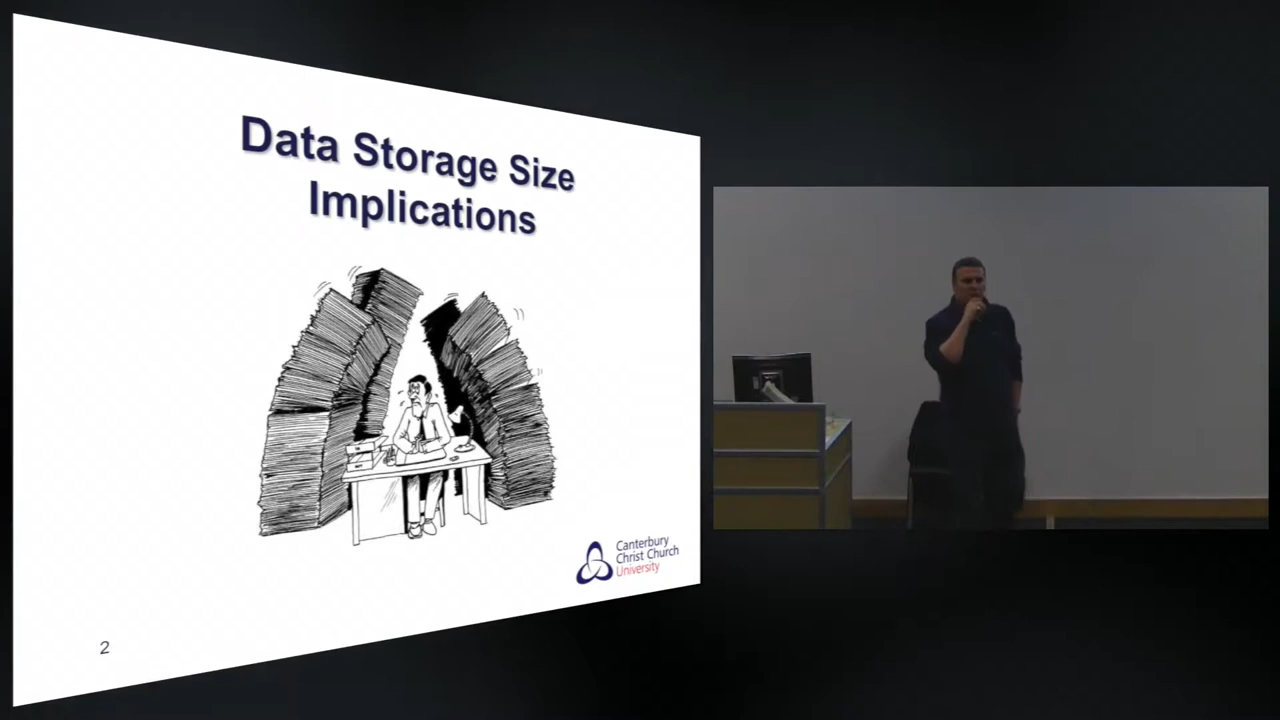 Data Storage Size
Implications
Canterbury
Christ Church
University
2